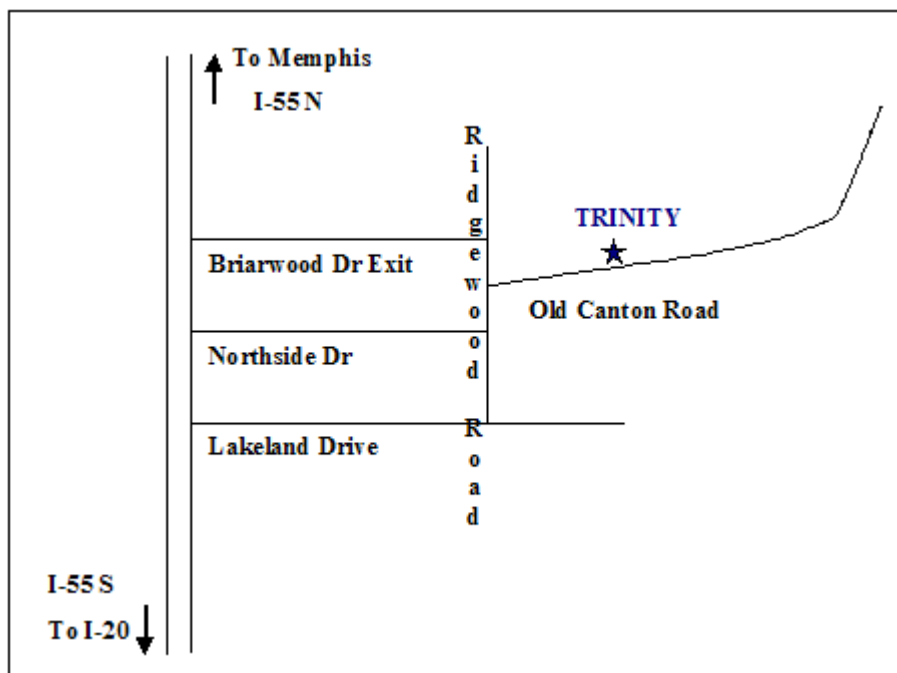 To Memphis
I-55 N
Ridgewood Road
TRINITY
Briarwood Dr Exit
Old Canton Road
Northside Dr
Lakeland Drive
I-55 S
To I-20